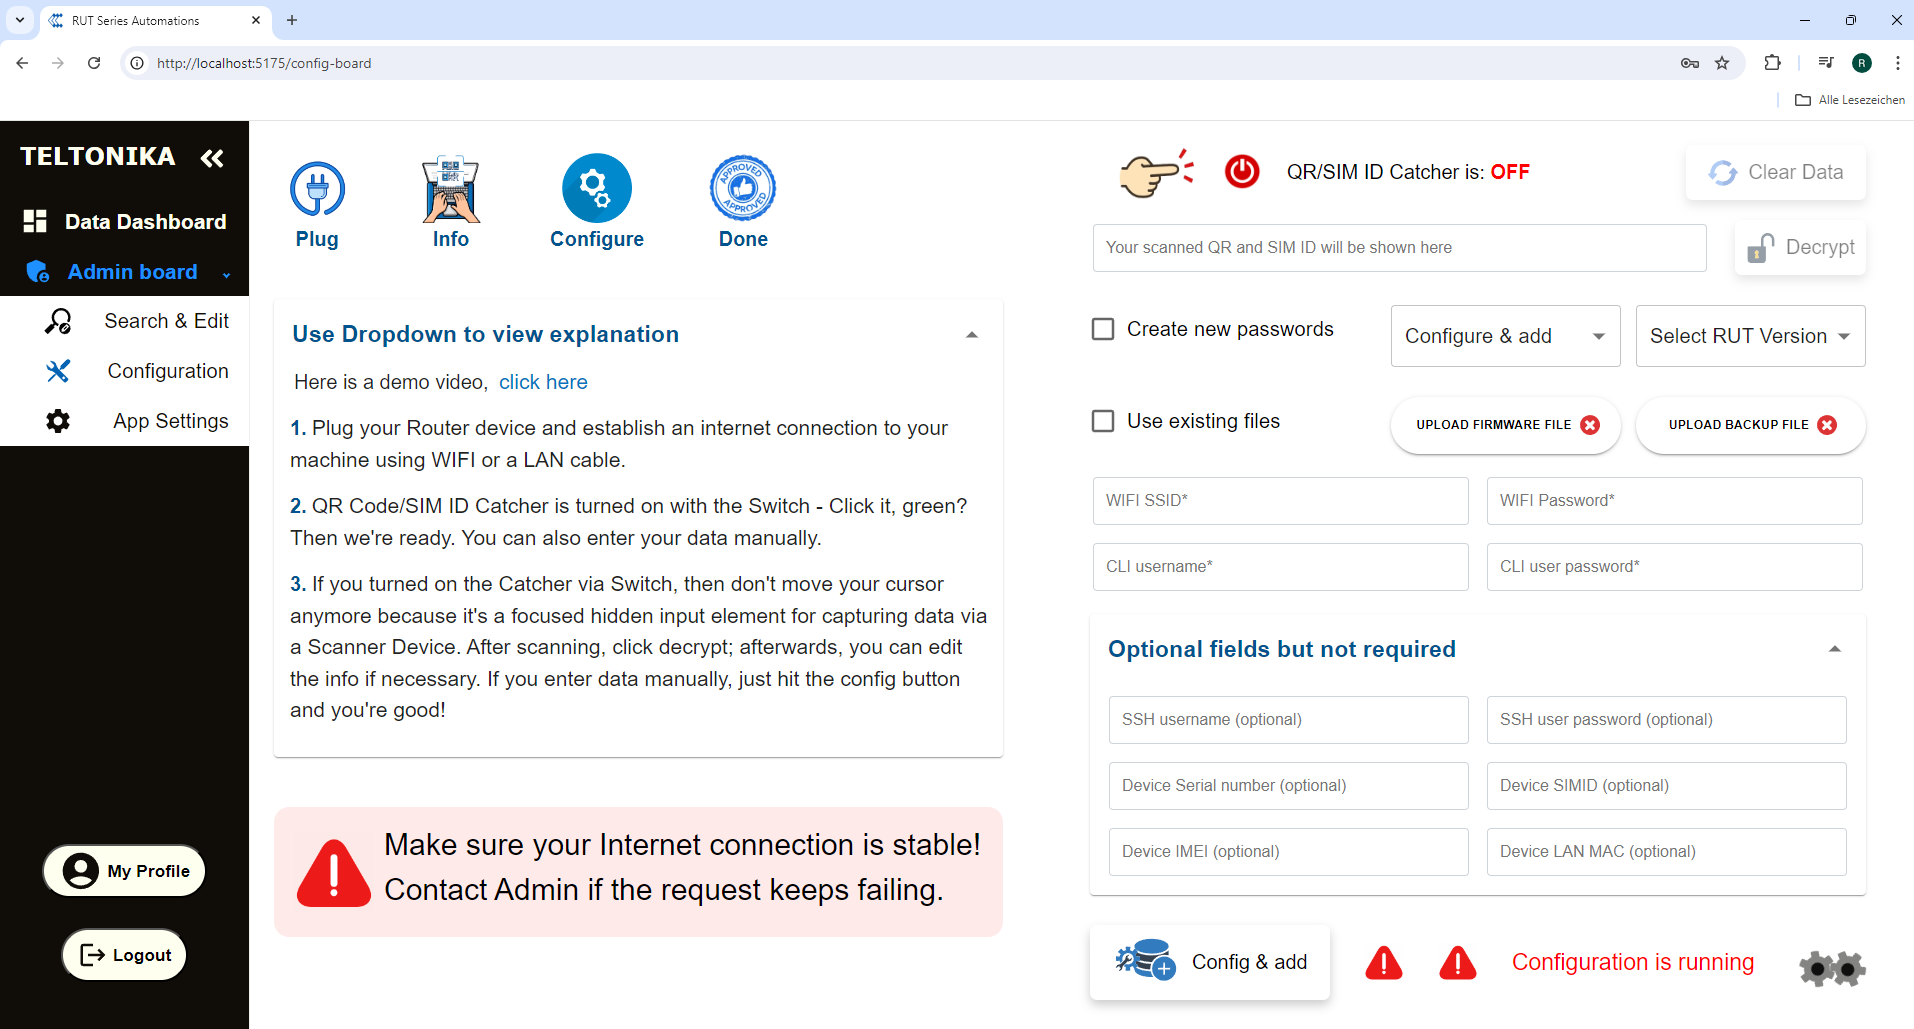 RUT Series Automations
http://localhost:5175/config-board
R
Alle Lesezeichen
TELTONIKA
Data Dashboard
Admin board
Search & Edit
Configuration
App Settings
My Profile
Logout
Plug
Info
Configure
APPROVED
APPROVED
Done
Use Dropdown to view explanation
Here is a demo video, click here
1. Plug your Router device and establish an internet connection to your
machine using WIFI or a LAN cable.
2. QR Code/SIM ID Catcher is turned on with the Switch - Click it, green?
Then we're ready. You can also enter your data manually.
3. If you turned on the Catcher via Switch, then don't move your cursor
anymore because it's a focused hidden input element for capturing data via
a Scanner Device. After scanning, click decrypt; afterwards, you can edit
the info if necessary. If you enter data manually, just hit the config button
and you're good!
Make sure your Internet connection is stable!
Contact Admin if the request keeps failing.
QR/SIM ID Catcher is: OFF
Clear Data
Your scanned QR and SIM ID will be shown here
Decrypt
Create new passwords
Configure & add
Select RUT Version
Use existing files
UPLOAD FIRMWARE FILE
UPLOAD BACKUP FILE
WIFI SSID*
WIFI Password*
CLI username*
CLI user password*
Optional fields but not required
SSH username (optional)
SSH user password (optional)
Device Serial number (optional)
Device SIMID (optional)
Device IMEI (optional)
Device LAN MAC (optional)
Config & add
Configuration is running